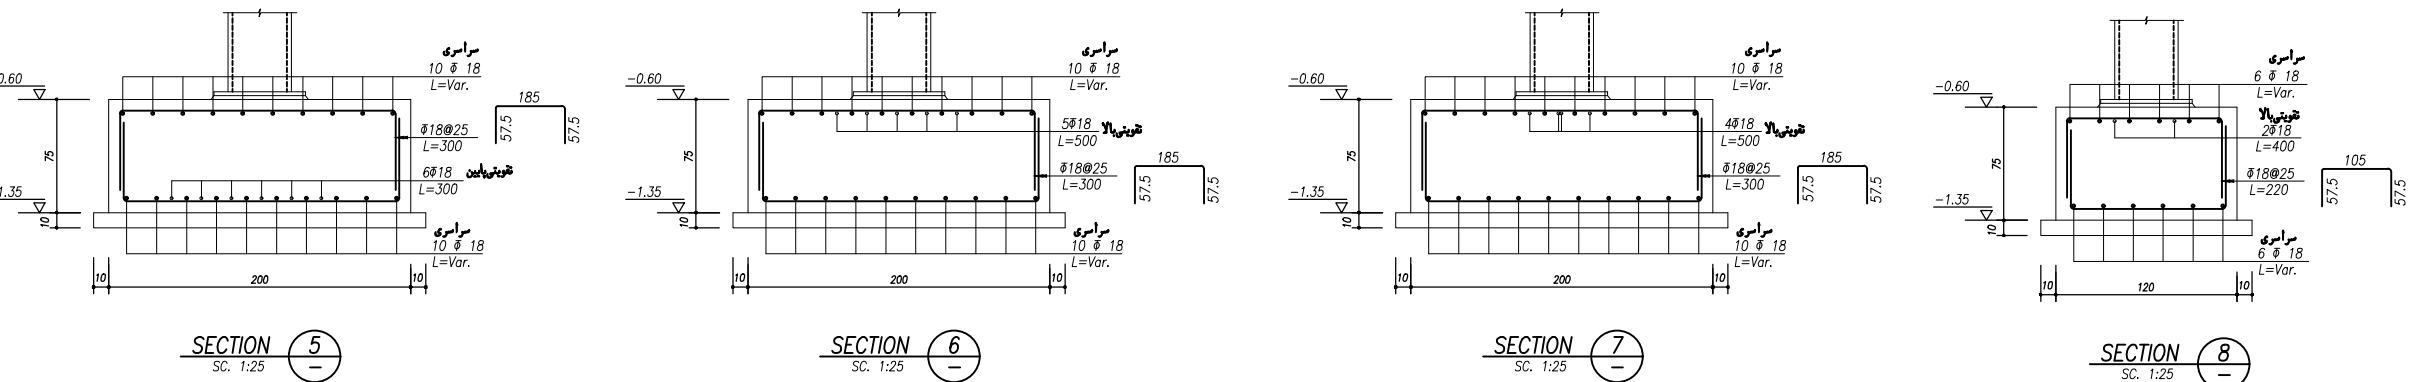 سراسری
10 Φ 18
L=Var.
0.60
185
57.5
57.5
Φ18@25
L=300
75
6Φ18
تقویتی‌پایین
L=300
1.35
10
سراسری
10 Φ 18
L=Var.
10
200
10
SECTION
5
SC. 1:25
–
سراسری
10 Φ 18
L=Var.
-0.60
5Φ18
تقویتی‌بالا
L=500
75
185
57.5
57.5
Φ18@25
L=300
-1.35
10
سراسری
10 Φ 18
L=Var.
10
200
10
SECTION
6
SC. 1:25
–
سراسری
10 Φ 18
L=Var.
-0.60
4Φ18
تقویتی‌بالا
L=500
75
185
57.5
57.5
Φ18@25
L=300
-1.35
10
سراسری
10 Φ 18
L=Var.
10
200
10
SECTION
7
SC. 1:25
–
سراسری
6 Φ 18
L=Var.
-0.60
تقویتی‌بالا
2Φ18
L=400
75
105
57.5
57.5
Φ18@25
L=220
-1.35
10
سراسری
6 Φ 18
L=Var.
10
120
10
SECTION
8
SC. 1:25
–